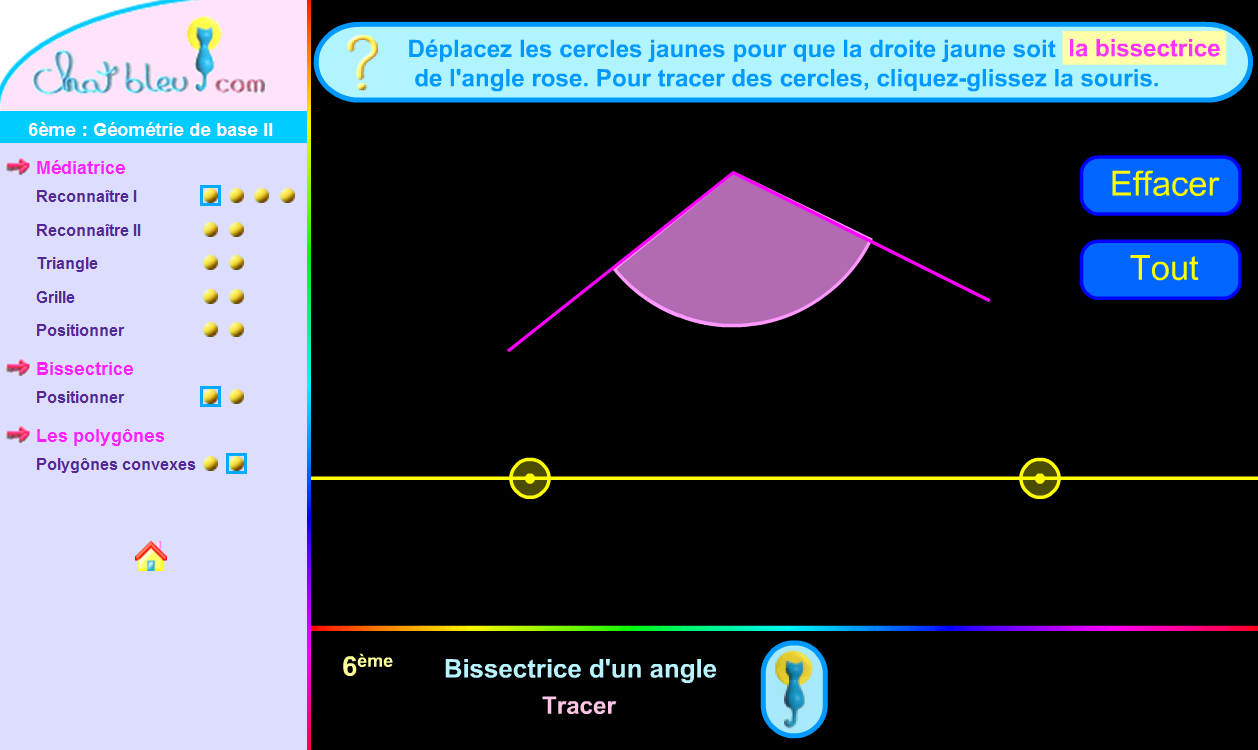 Chat bleu.com
6ème : Géométrie de base II
Médiatrice
Reconnaître I
Reconnaître II
Triangle
Grille
Positionner
Bissectrice
Positionner
Les polygônes
Polygônes convexes
?
Déplacez les cercles jaunes pour que la droite jaune soit la bissectrice
de l'angle rose. Pour tracer des cercles, cliquez-glissez la souris.
Effacer
Tout
6ème
Bissectrice d'un angle
Tracer